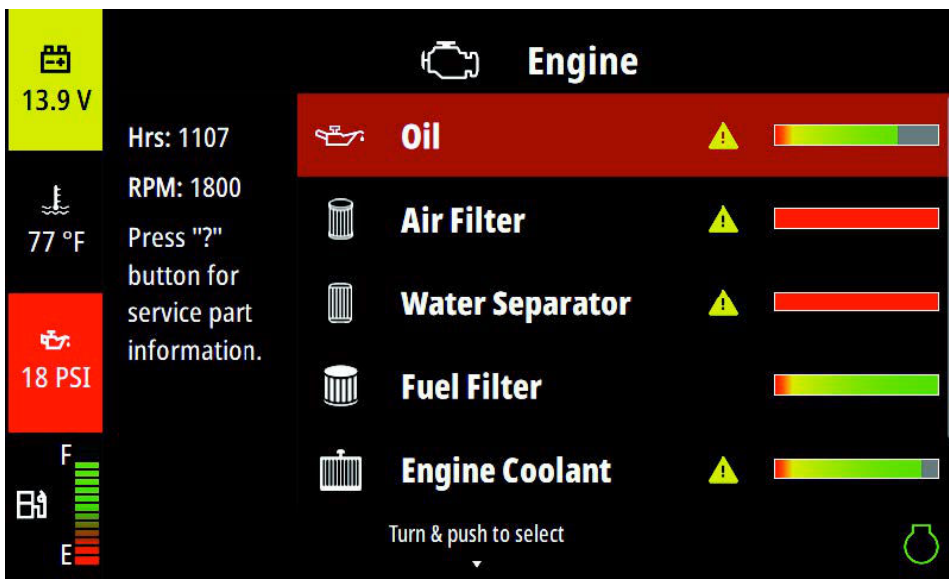 Engine
13.9 V
77 °F
18 PSI
F
E
Hrs: 1107
RPM: 1800
Press "?"
button for
service part
information.
Oil
Air Filter
Water Separator
Fuel Filter
Engine Coolant
Turn & push to select